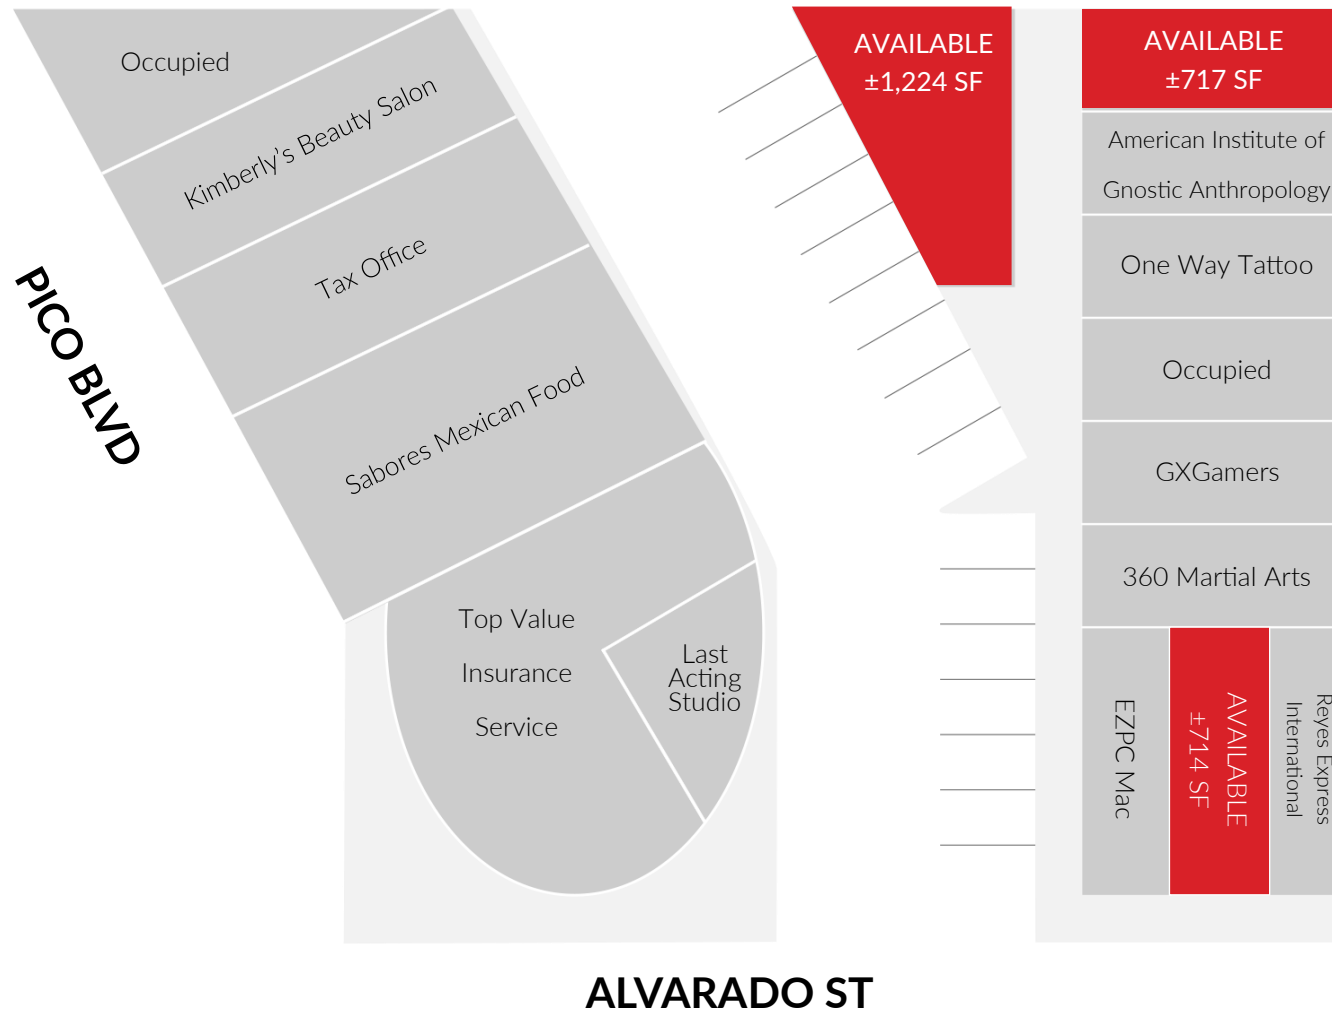 Occupied
Kimberly's Beauty Salon
Tax Office
Sabores Mexican Food
Top Value
Insurance
Service
Last
Acting
Studio
PICO BLVD
AVAILABLE
±1,224 SF
AVAILABLE
±717 SF
American Institute of
Gnostic Anthropology
One Way Tattoo
Occupied
GXGamers
360 Martial Arts
EZPC Mac
AVAILABLE
±714 SF
Reyes Express
International
ALVARADO ST